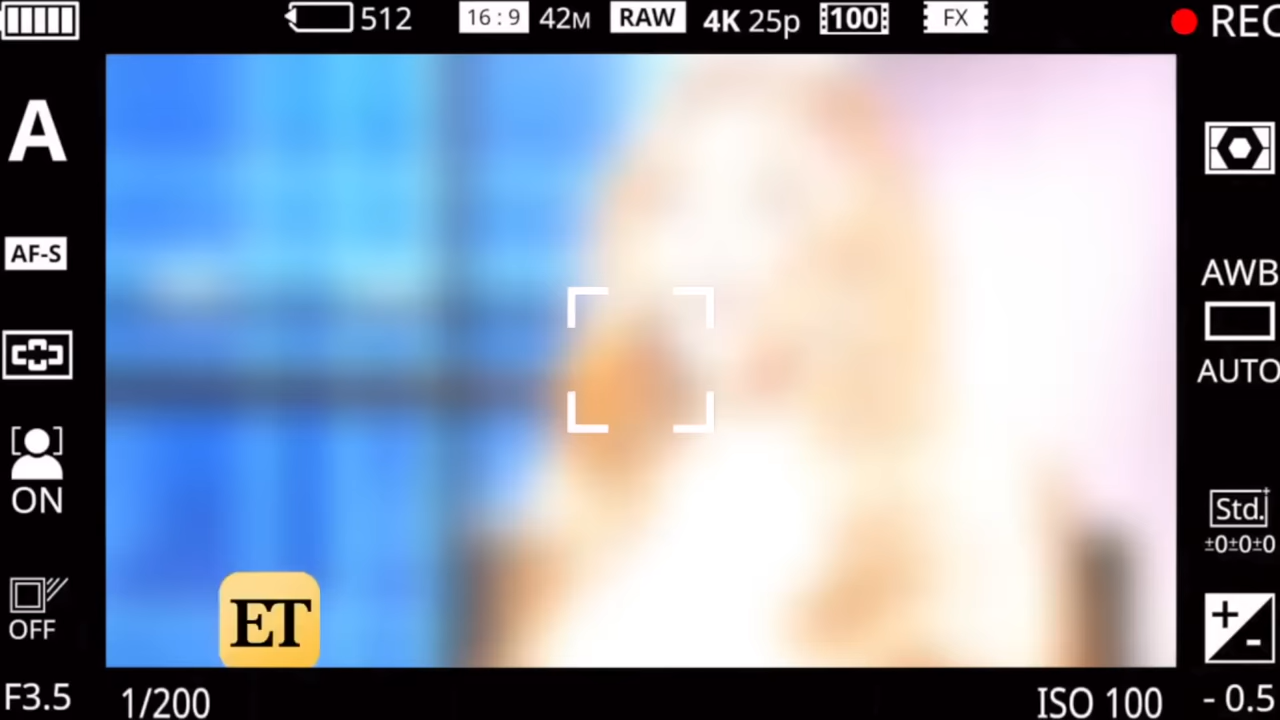 512 16:9 42M RAW 4K 25p 100 FX REC
A
AF-S
AWB
AUTO
ON
Std.+
±0±0±0
OFF
ET
F3.5 1/200 ISO 100 - 0.5